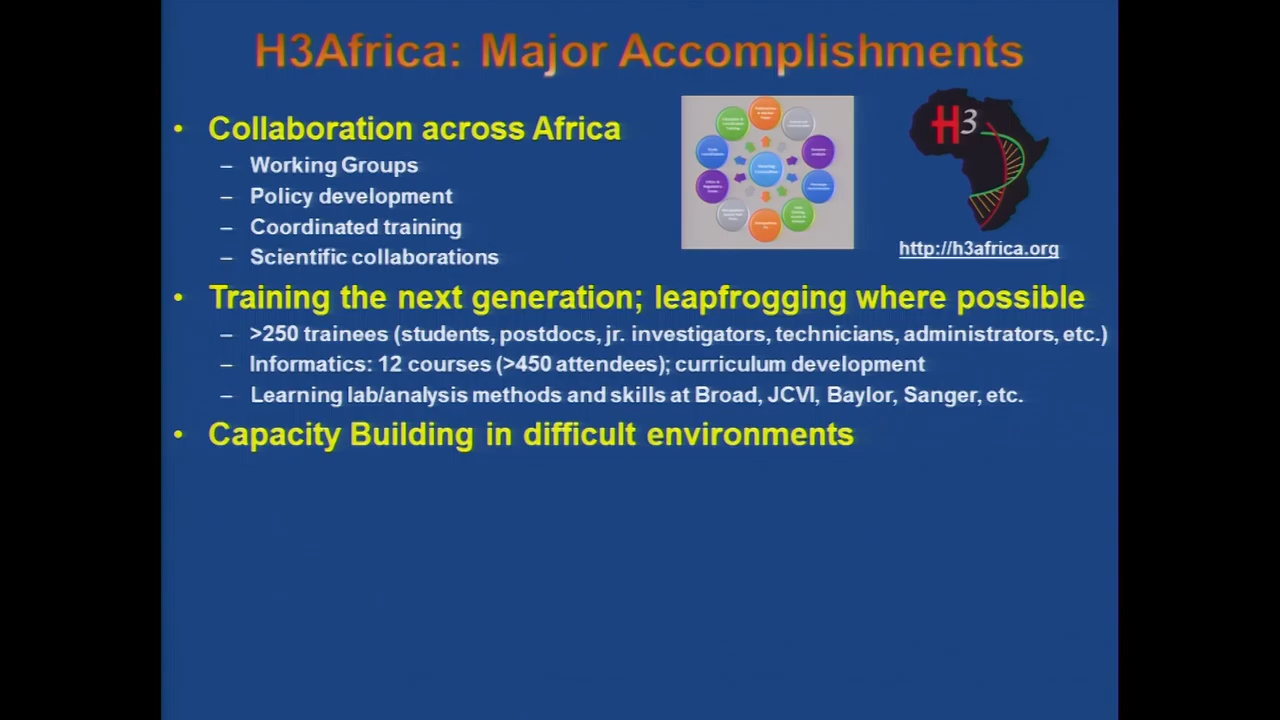 H3Africa: Major Accomplishments
• Collaboration across Africa
– Working Groups
– Policy development
– Coordinated training
– Scientific collaborations
H3
http://h3africa.org
• Training the next generation; leapfrogging where possible
– >250 trainees (students, postdocs, jr. investigators, technicians, administrators, etc.)
– Informatics: 12 courses (>450 attendees); curriculum development
– Learning lab/analysis methods and skills at Broad, JCVI, Baylor, Sanger, etc.
• Capacity Building in difficult environments